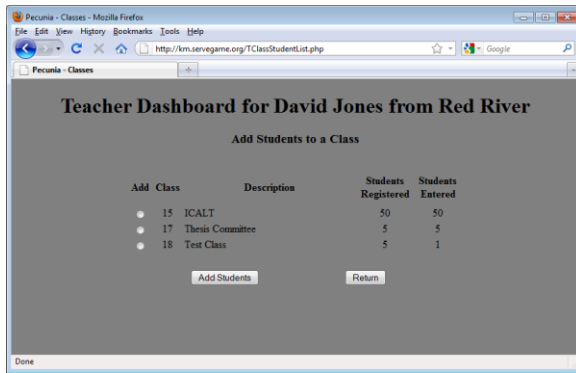 Pecunia - Classes - Mozilla Firefox
File Edit View History Bookmarks Tools Help
http://km.servegame.org/TClassStudentList.php
Google
Pecunia - Classes
Teacher Dashboard for David Jones from Red River
Add Students to a Class
Add Class Description Students Registered Students Entered
15 ICALT 50 50
17 Thesis Committee 5 5
18 Test Class 5 1
Add Students Return
Done